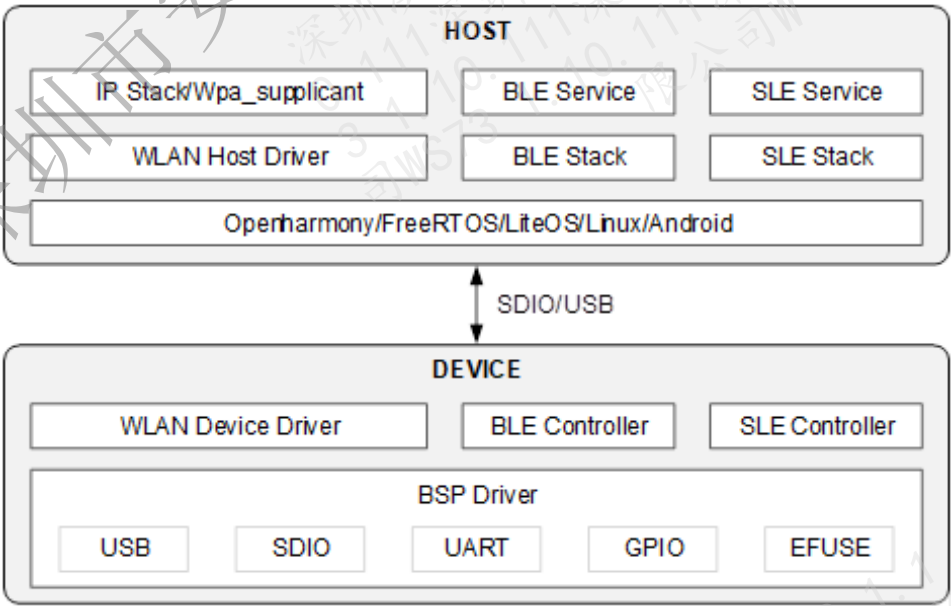 HOST
IP Stack/Wpa_supplicant
BLE Service
SLE Service
WLAN Host Driver
BLE Stack
SLE Stack
Openharmony/FreeRTOS/LiteOS/Linux/Android
SDIO/USB
DEVICE
WLAN Device Driver
BLE Controller
SLE Controller
BSP Driver
USB
SDIO
UART
GPIO
EFUSE